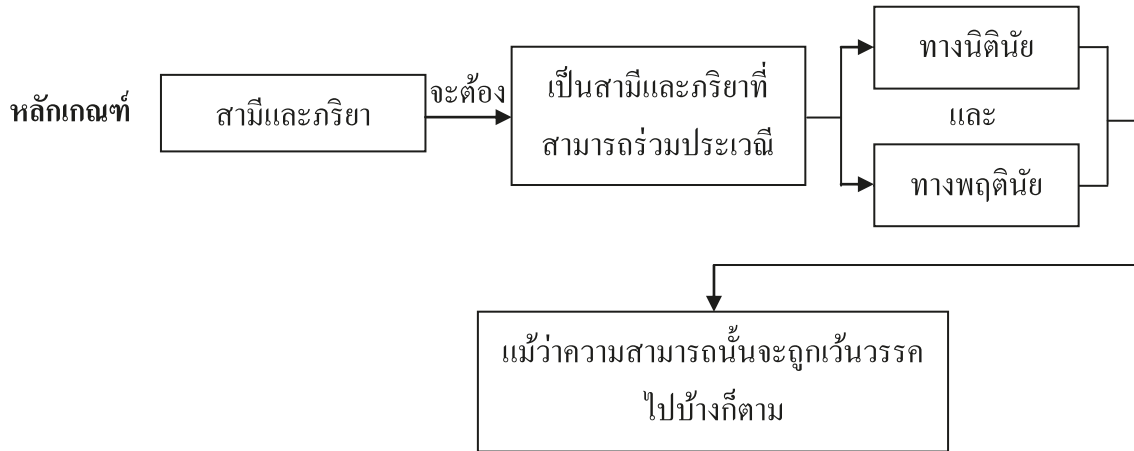 หลักเกณฑ์
สามีและภริยา
จะต้อง
เป็นสามีและภริยาที่
สามารถร่วมประเวณี
ทางนิตินัย
และ
ทางพฤตินัย
แม้ว่าความสามารถนั้นจะถูกเว้นวรรค
ไปบ้างก็ตาม